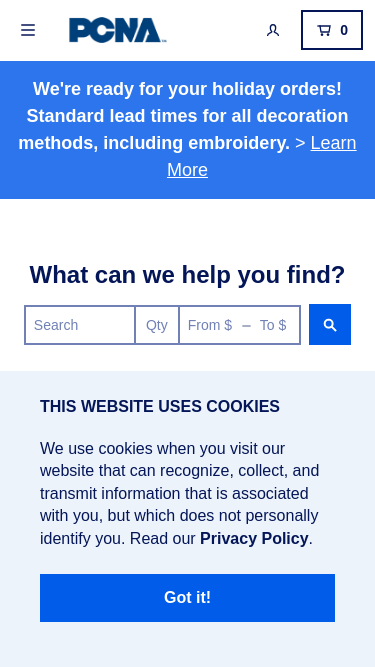 PCNA
0
We're ready for your holiday orders!
Standard lead times for all decoration
methods, including embroidery. > Learn
More
What can we help you find?
Search Qty From $ – To $
THIS WEBSITE USES COOKIES
We use cookies when you visit our
website that can recognize, collect, and
transmit information that is associated
with you, but which does not personally
identify you. Read our Privacy Policy.
Got it!